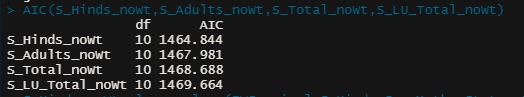 > AIC(S_Hinds_noWt,S_Adults_noWt,S_Total_noWt,S_LU_Total_noWt)
df AIC
S_Hinds_noWt 10 1464.844
S_Adults_noWt 10 1467.981
S_Total_noWt 10 1468.688
S_LU_Total_noWt 10 1469.664